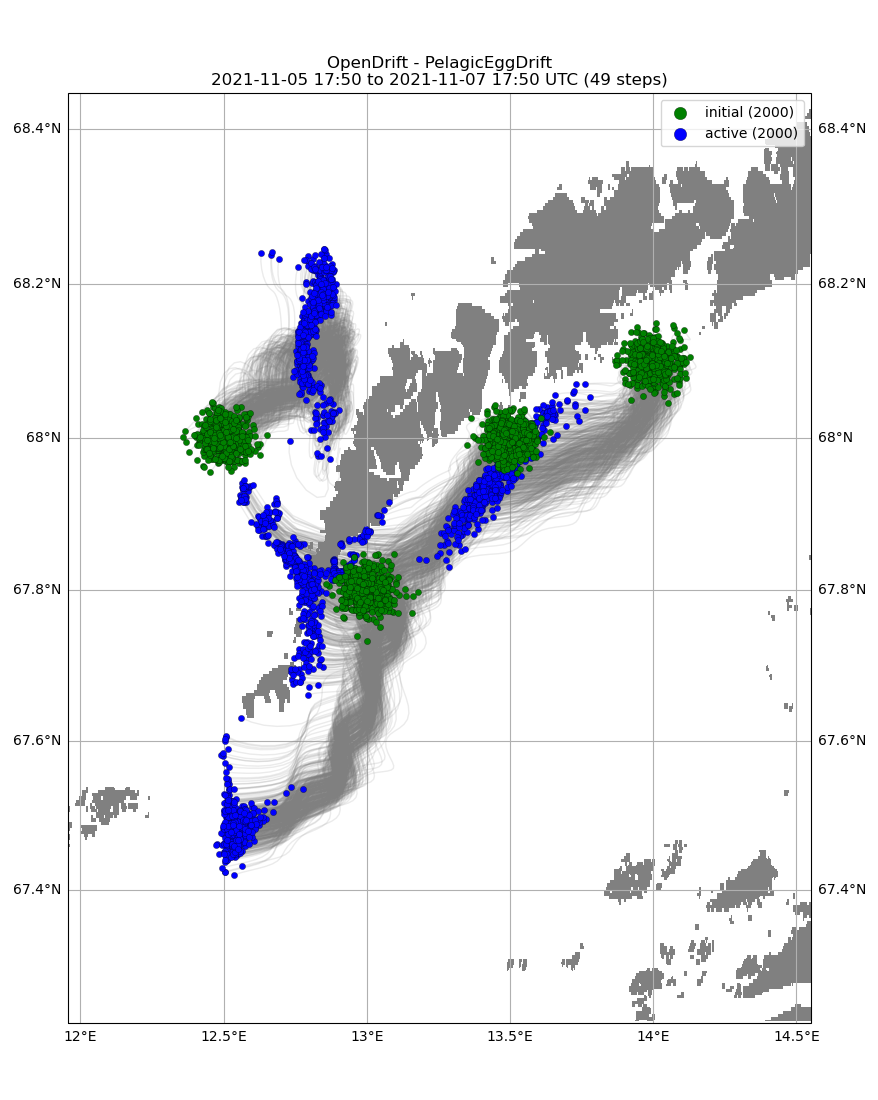 OpenDrift - PelagicEggDrift
2021-11-05 17:50 to 2021-11-07 17:50 UTC (49 steps)
initial (2000)
active (2000)
68.4°N
68.4°N
68.2°N
68.2°N
68°N
68°N
67.8°N
67.8°N
67.6°N
67.6°N
67.4°N
67.4°N
12°E
12.5°E
13°E
13.5°E
14°E
14.5°E